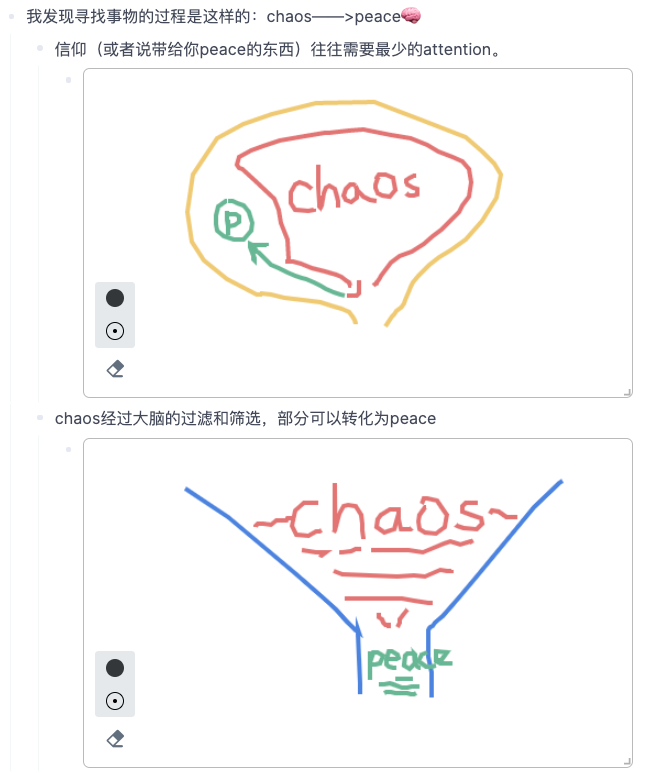 我发现寻找事物的过程是这样的：chaos——>peace🧠
信仰（或者说带给你peace的东西）往往需要最少的attention。
chaos
P
chaos经过大脑的过滤和筛选，部分可以转化为peace
chaos
peace